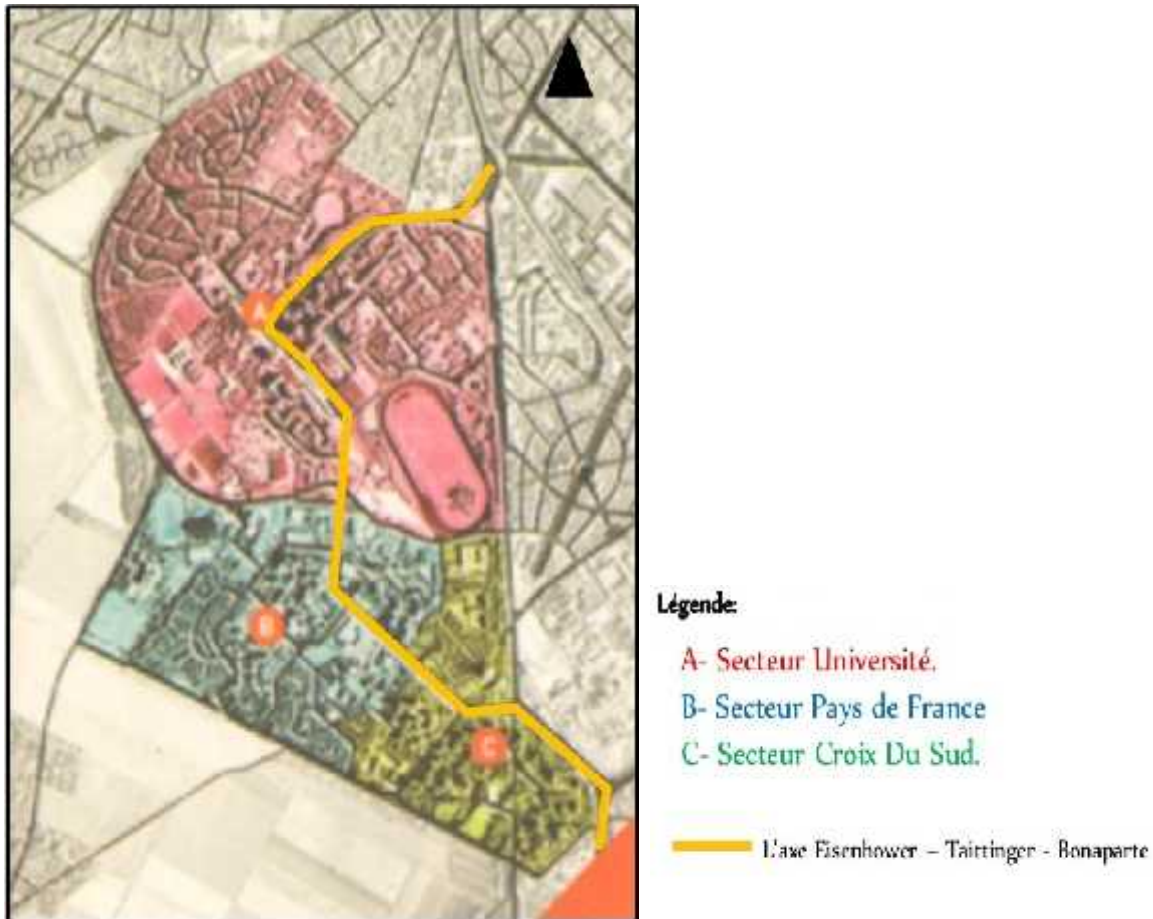 A
B
C
Légende:
A- Secteur Université.
B- Secteur Pays de France
C- Secteur Croix Du Sud.
L'axe Eisenhower – Taittinger - Bonaparte